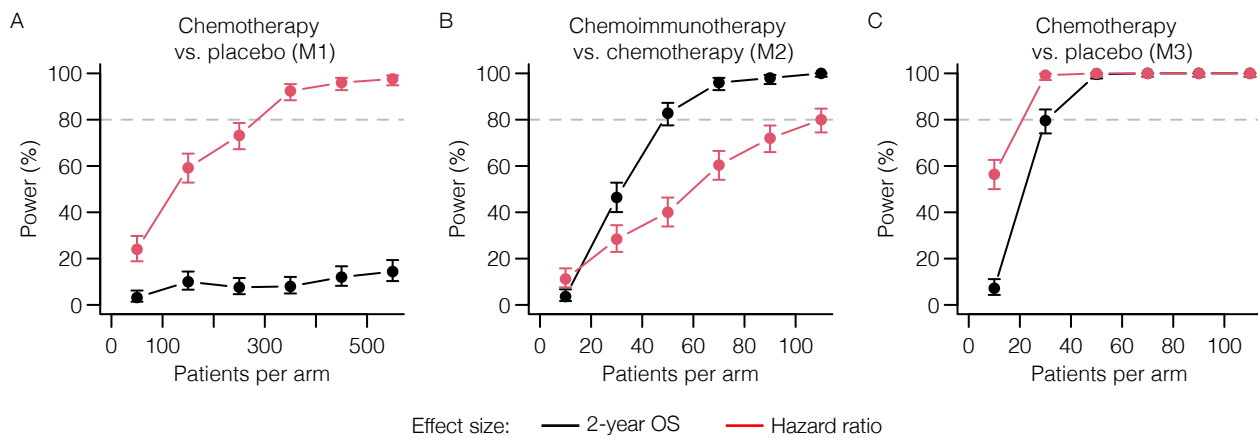 A
Chemotherapy
vs. placebo (M1)
Power (%)
100
80
60
40
20
0
0 100 300 500
Patients per arm
B
Chemoimmunotherapy
vs. chemotherapy (M2)
Power (%)
100
80
60
40
20
0
0 20 40 60 80 100
Patients per arm
C
Chemotherapy
vs. placebo (M3)
Power (%)
100
80
60
40
20
0
0 20 40 60 80 100
Patients per arm
Effect size: 2-year OS Hazard ratio